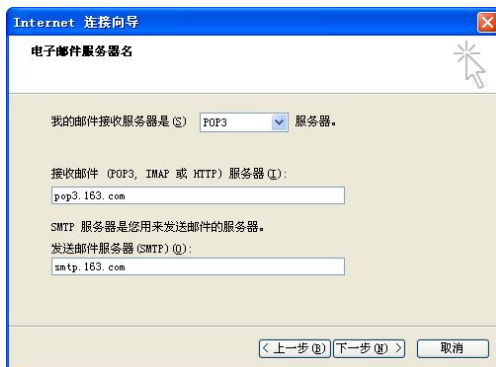 Internet 连接向导
电子邮件服务器名
我的邮件接收服务器是(S) POP3 服务器。
接收邮件 (POP3, IMAP 或 HTTP) 服务器(I):
pop3.163.com
SMTP 服务器是您用来发送邮件的服务器。
发送邮件服务器(SMTP)(O):
smtp.163.com
< 上一步(B) 下一步(N) > 取消